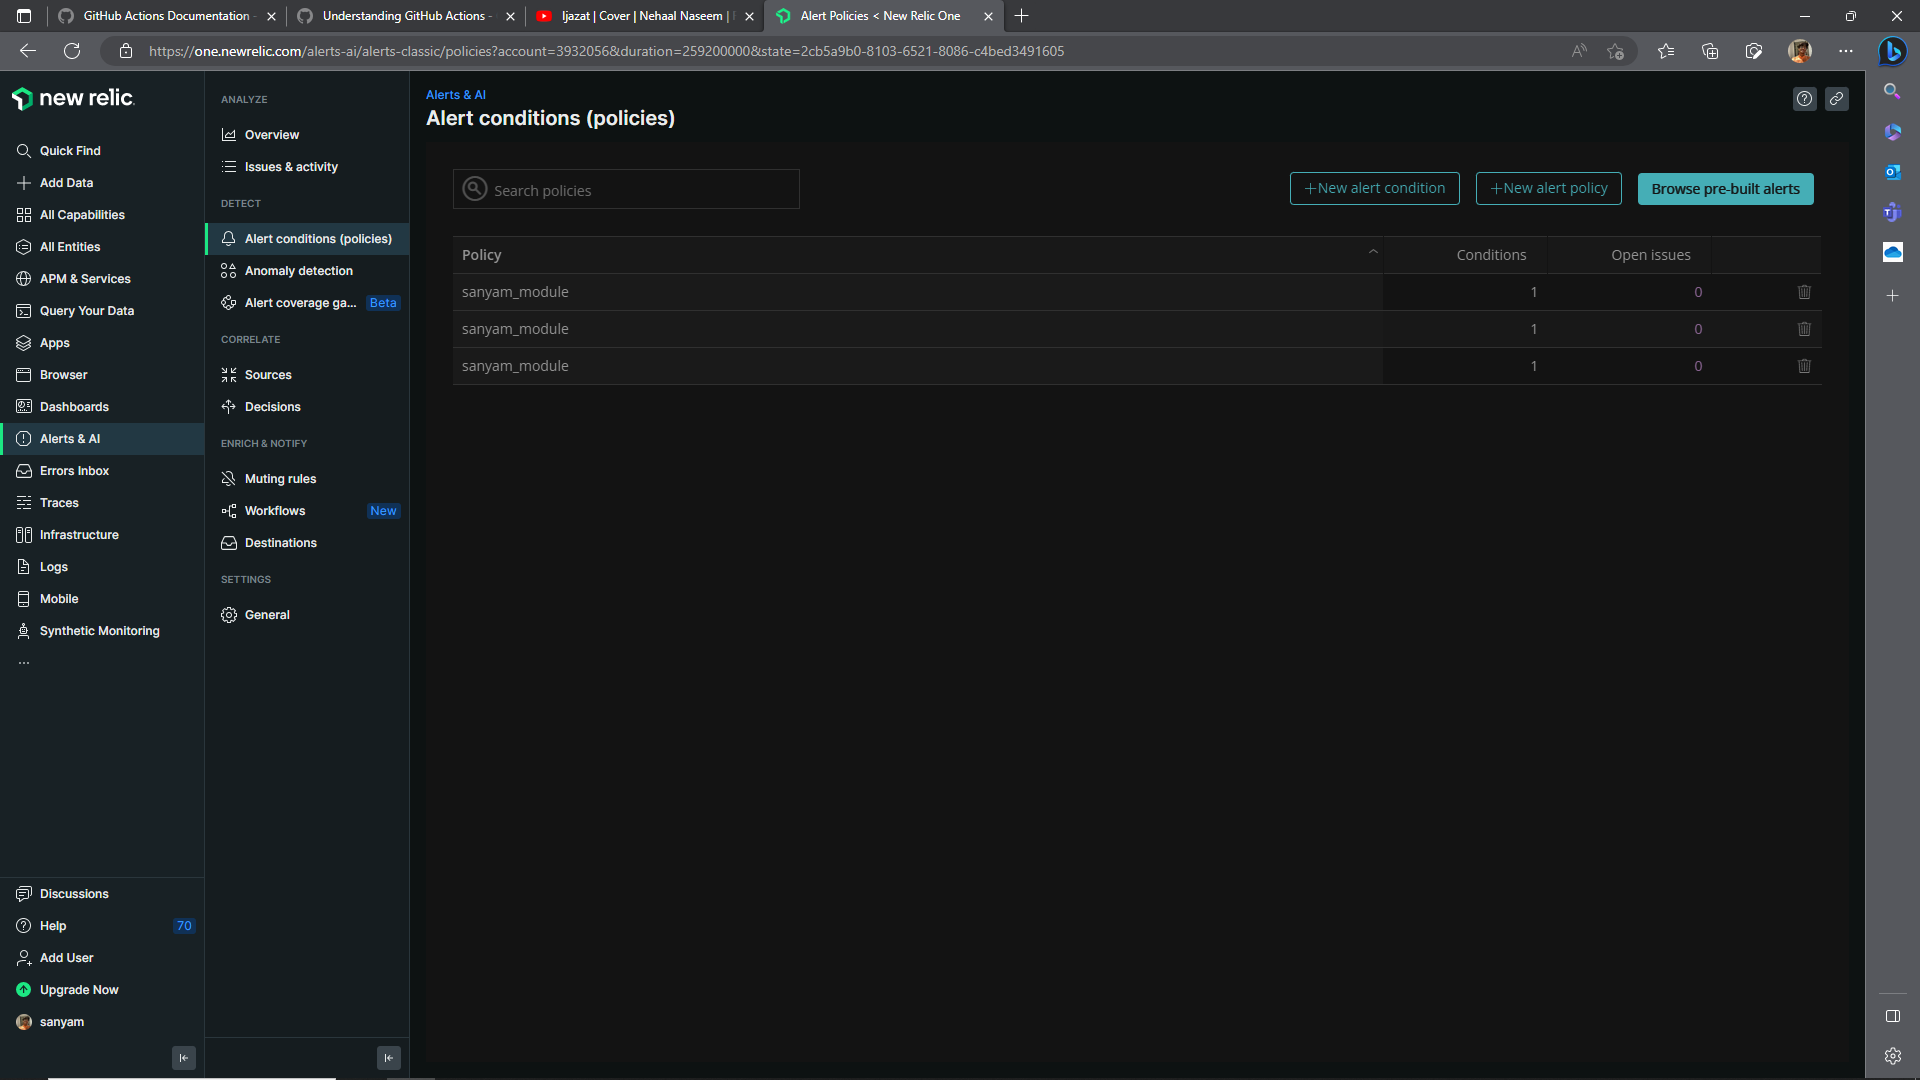 GitHub Actions Documentation -
Understanding GitHub Actions -
Ijazat | Cover | Nehaal Naseem |
Alert Policies < New Relic One
https://one.newrelic.com/alerts-ai/alerts-classic/policies?account=3932056&duration=259200000&state=2cb5a9b0-8103-6521-8086-c4bed3491605
new relic.
Quick Find
Add Data
All Capabilities
All Entities
APM & Services
Query Your Data
Apps
Browser
Dashboards
Alerts & AI
Errors Inbox
Traces
Infrastructure
Logs
Mobile
Synthetic Monitoring
...
Discussions
Help 70
Add User
Upgrade Now
sanyam
ANALYZE
Overview
Issues & activity
DETECT
Alert conditions (policies)
Anomaly detection
Alert coverage ga... Beta
CORRELATE
Sources
Decisions
ENRICH & NOTIFY
Muting rules
Workflows New
Destinations
SETTINGS
General
Alerts & AI
Alert conditions (policies)
Search policies
+New alert condition
+New alert policy
Browse pre-built alerts
Policy Conditions Open issues
sanyam_module 1 0
sanyam_module 1 0
sanyam_module 1 0